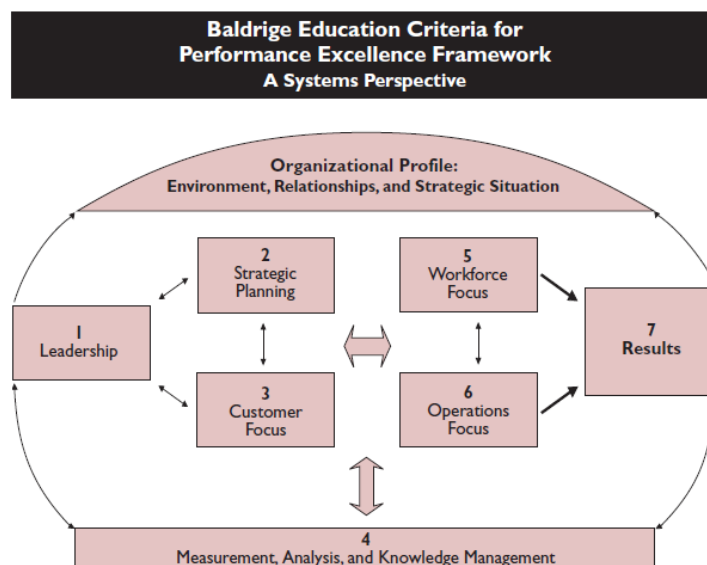 Baldrige Education Criteria for
Performance Excellence Framework
A Systems Perspective
Organizational Profile:
Environment, Relationships, and Strategic Situation
2
Strategic
Planning
5
Workforce
Focus
1
Leadership
7
Results
3
Customer
Focus
6
Operations
Focus
4
Measurement, Analysis, and Knowledge Management